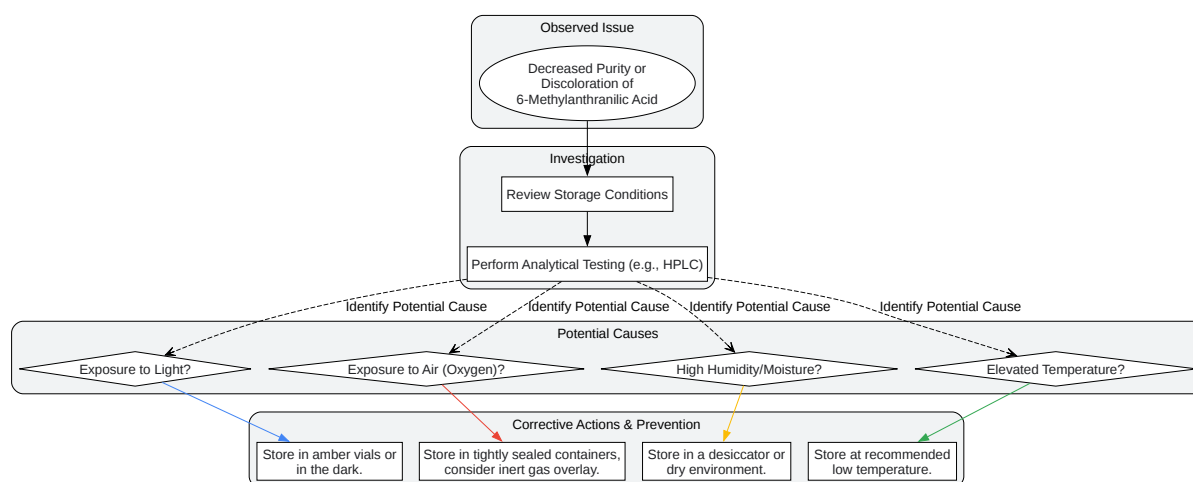 Observed Issue
Decreased Purity or
Discoloration of
6-Methylanthranilic Acid
Investigation
Review Storage Conditions
Perform Analytical Testing (e.g., HPLC)
Identify Potential Cause
Identify Potential Cause
Identify Potential Cause
Identify Potential Cause
Potential Causes
Exposure to Light?
Exposure to Air (Oxygen)?
High Humidity/Moisture?
Elevated Temperature?
Corrective Actions & Prevention
Store in amber vials or
in the dark.
Store in tightly sealed containers,
consider inert gas overlay.
Store in a desiccator or
dry environment.
Store at recommended
low temperature.